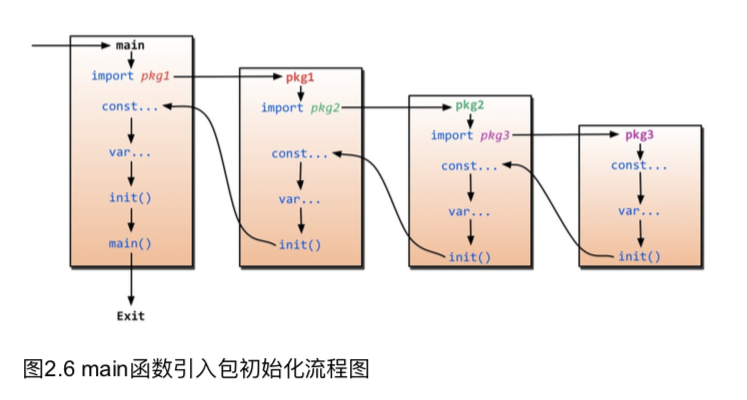 main
import pkg1
const...
var...
init()
main()
Exit
pkg1
import pkg2
const...
var...
init()
pkg2
import pkg3
const...
var...
init()
pkg3
const...
var...
init()
图2.6 main函数引入包初始化流程图